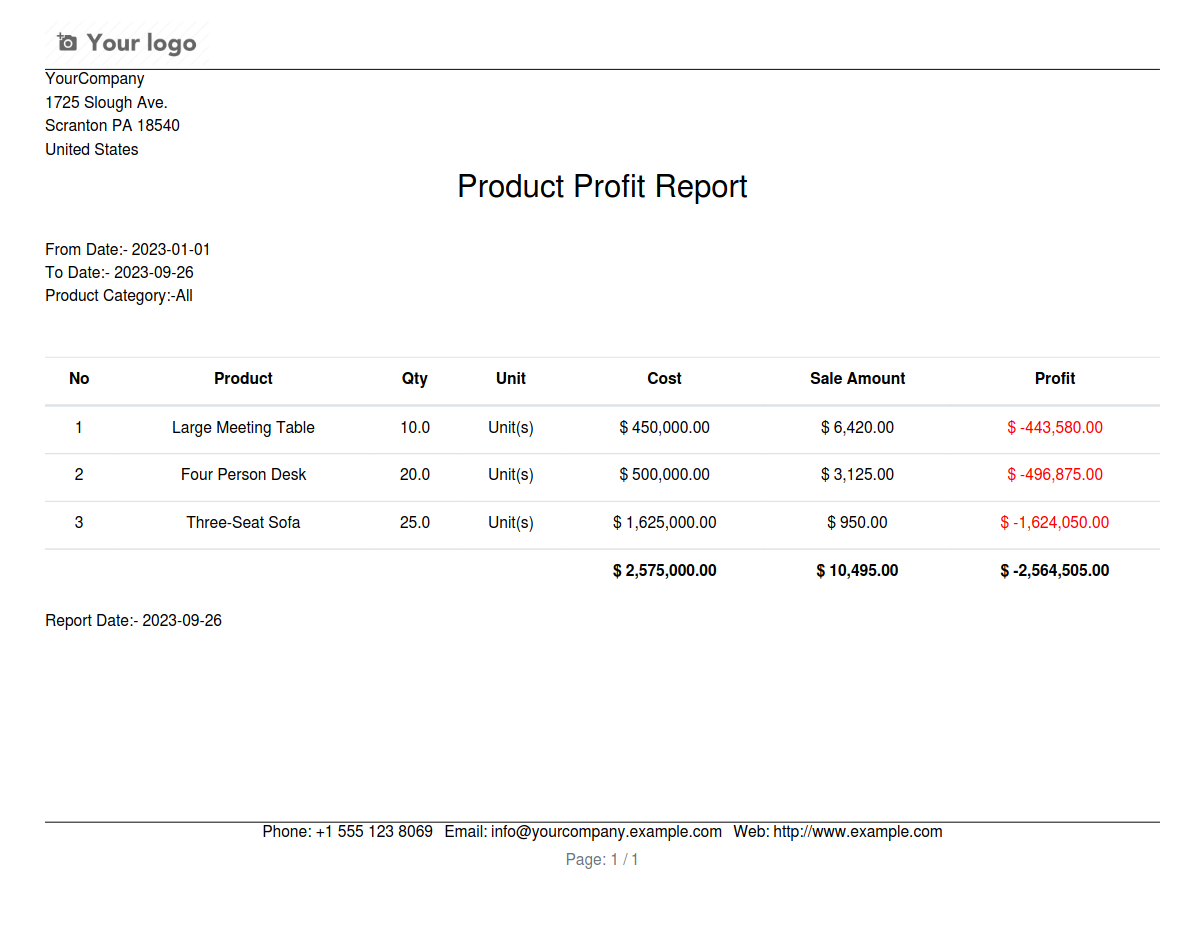 Your logo
YourCompany
1725 Slough Ave.
Scranton PA 18540
United States
Product Profit Report
From Date:- 2023-01-01
To Date:- 2023-09-26
Product Category:-All
No Product Qty Unit Cost Sale Amount Profit
1 Large Meeting Table 10.0 Unit(s) $ 450,000.00 $ 6,420.00 $ -443,580.00
2 Four Person Desk 20.0 Unit(s) $ 500,000.00 $ 3,125.00 $ -496,875.00
3 Three-Seat Sofa 25.0 Unit(s) $ 1,625,000.00 $ 950.00 $ -1,624,050.00
$ 2,575,000.00 $ 10,495.00 $ -2,564,505.00
Report Date:- 2023-09-26
Phone: +1 555 123 8069 Email: info@yourcompany.example.com Web: http://www.example.com
Page: 1 / 1